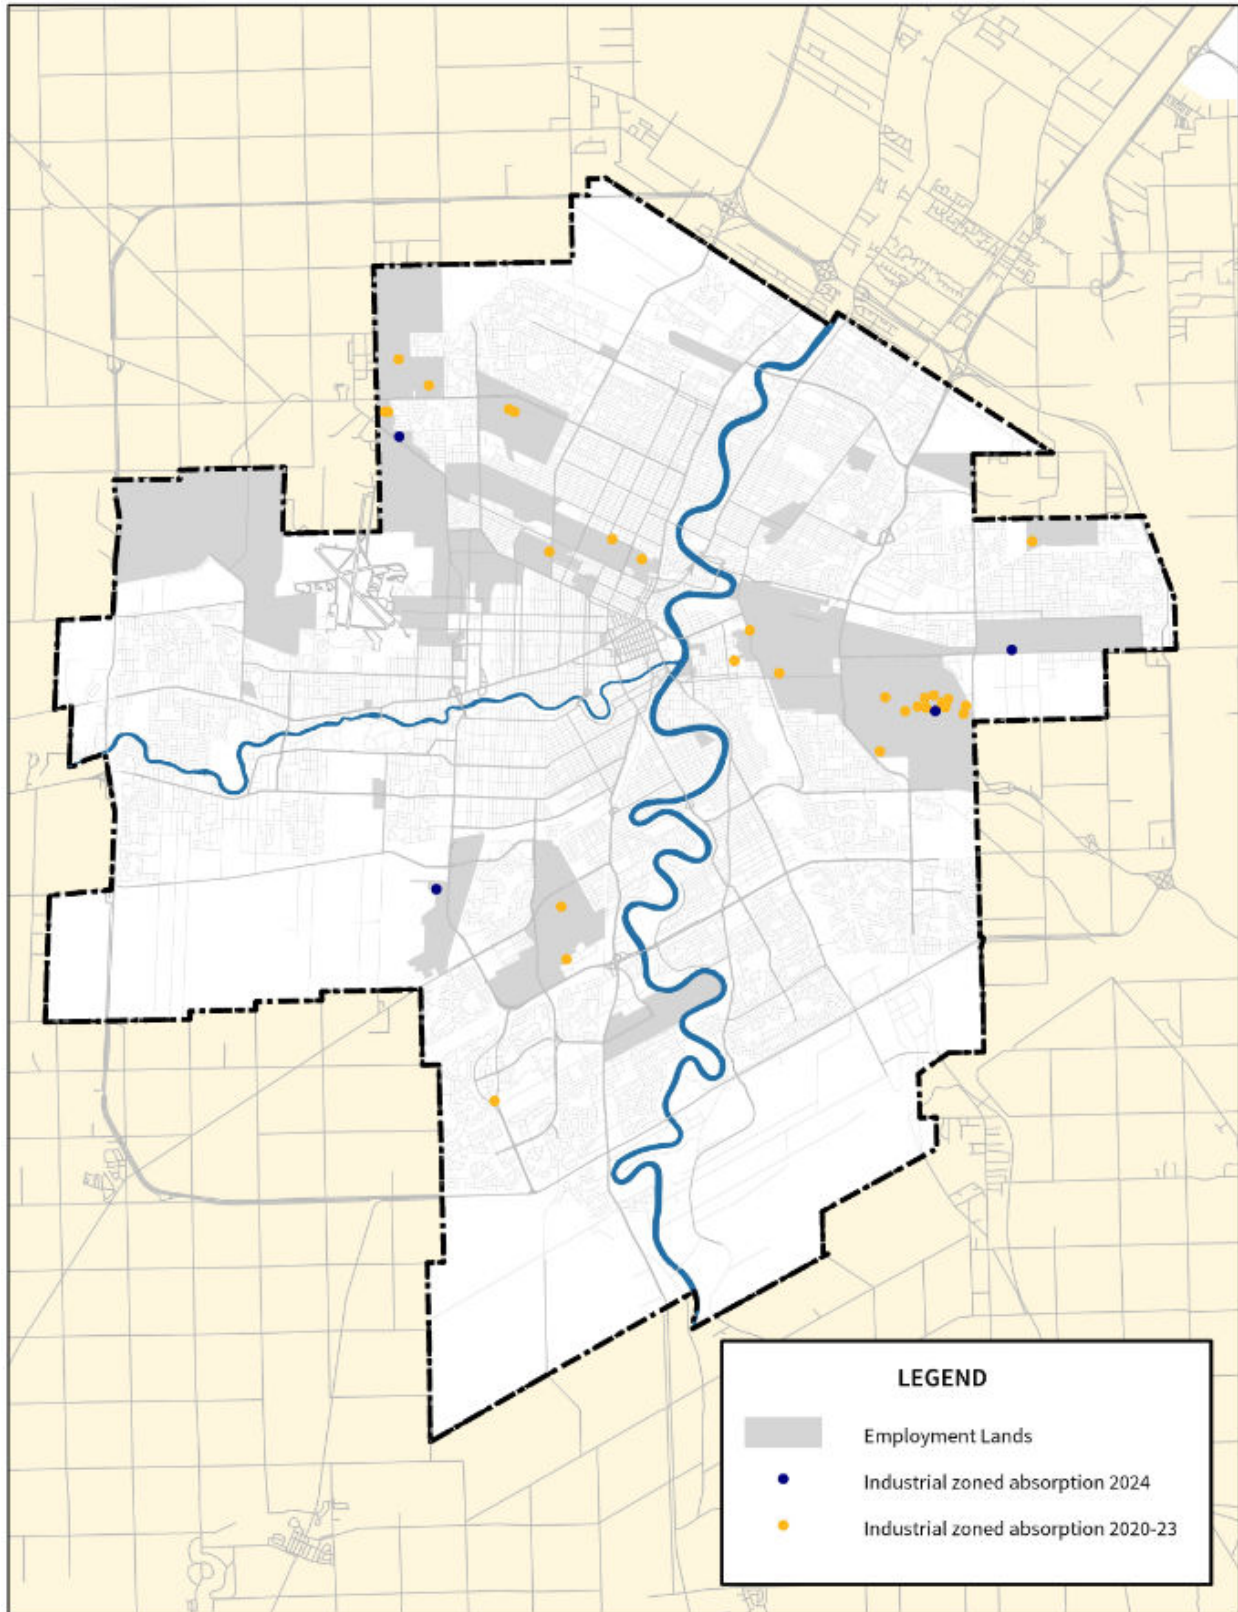 LEGEND
Employment Lands
Industrial zoned absorption 2024
Industrial zoned absorption 2020-23